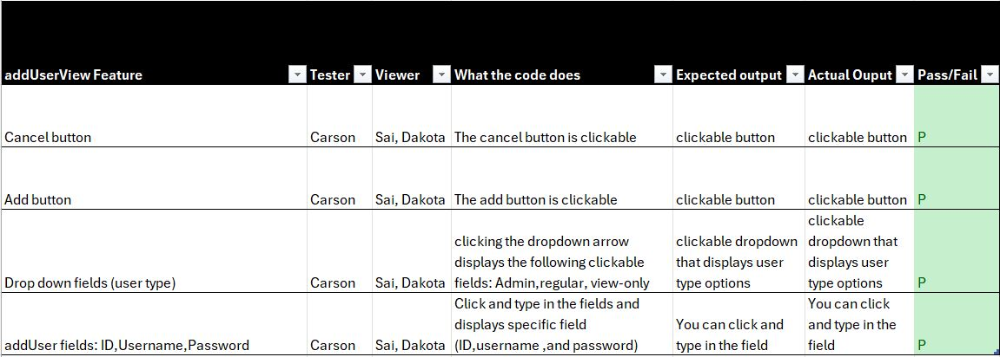 addUserView Feature Tester Viewer What the code does Expected output Actual Ouput Pass/Fail
Cancel button Carson Sai, Dakota The cancel button is clickable clickable button clickable button P
Add button Carson Sai, Dakota The add button is clickable clickable button clickable button P
Drop down fields (user type) Carson Sai, Dakota
clicking the dropdown arrow
displays the following clickable
fields: Admin,regular, view-only
clickable dropdown
that displays user
type options
clickable
dropdown that
displays user
type options
P
addUser fields: ID,Username,Password Carson Sai, Dakota
Click and type in the fields and
displays specific field
(ID,username ,and password)
You can click and
type in the field
You can click
and type in the
field
P